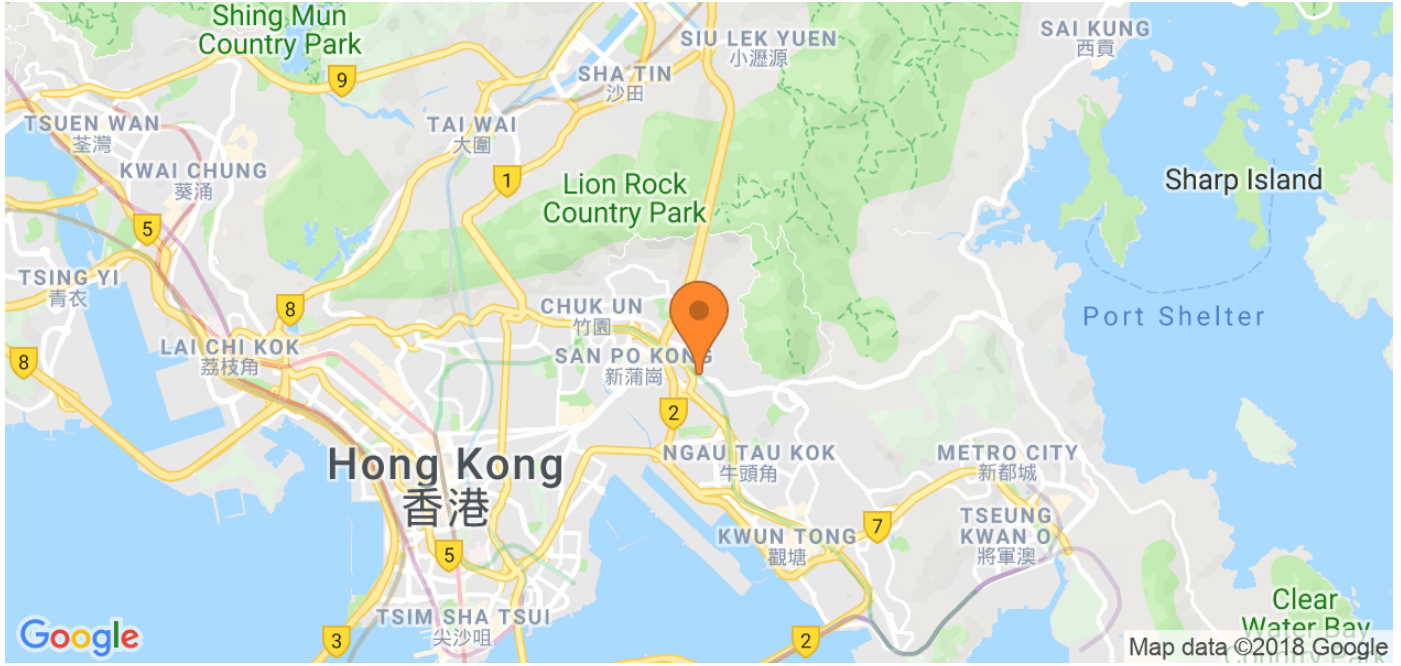 Shing Mun
Country Park
SIU LEK YUEN
小瀝源
SAI KUNG
西貢
9
SHA TIN
沙田
TSUEN WAN
荃灣
TAI WAI
大圍
KWAI CHUNG
葵涌
1
Lion Rock
Country Park
Sharp Island
5
TSING YI
青衣
8
CHUK UN
竹園
Port Shelter
LAI CHI KOK
荔枝角
8
SAN PO KONG
新蒲崗
2
Hong Kong
香港
NGAU TAU KOK
牛頭角
METRO CITY
新都城
5
KWUN TONG
觀塘
7
TSEUNG
KWAN O
將軍澳
TSIM SHA TSUI
尖沙咀
3
2
Clear
Water Bay
Country Park
Google
Map data ©2018 Google